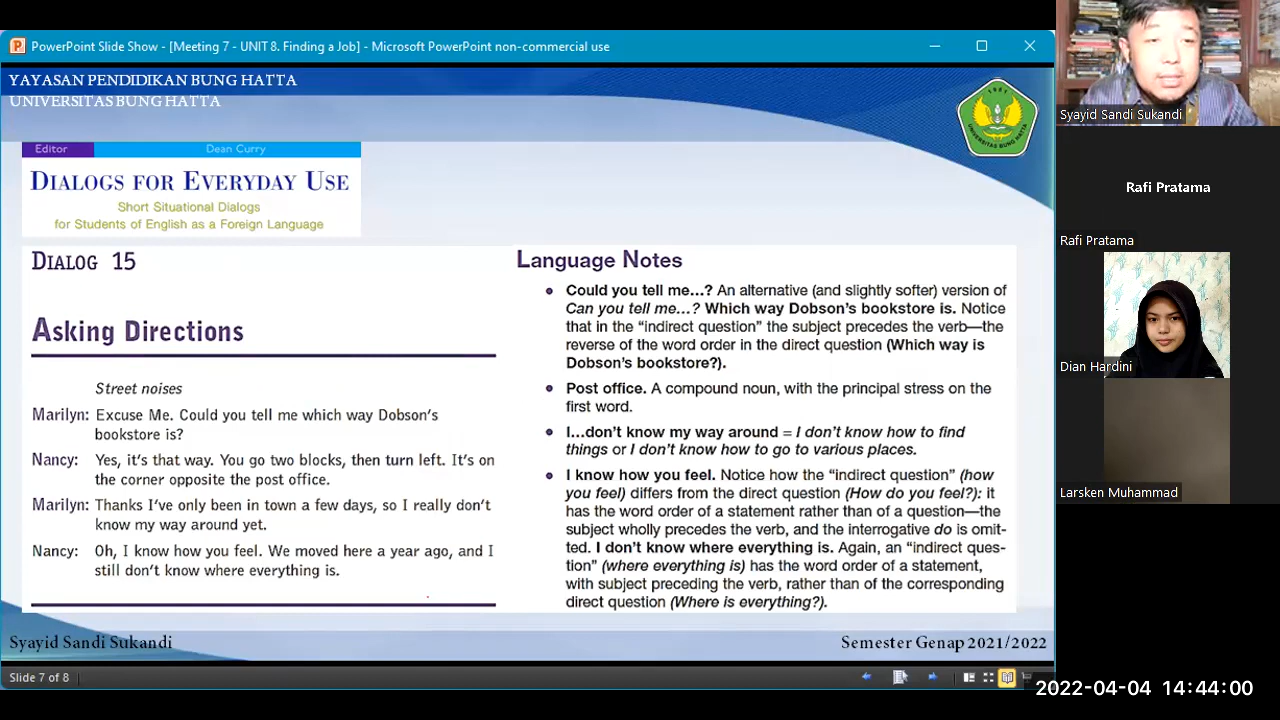 PowerPoint Slide Show - [Meeting 7 - UNIT 8. Finding a Job] - Microsoft PowerPoint non-commercial use
YAYASAN PENDIDIKAN BUNG HATTA
UNIVERSITAS BUNG HATTA
1981
UNIVERSITAS BUNG HATTA
Editor Dean Curry
DIALOGS FOR EVERYDAY USE
Short Situational Dialogs
for Students of English as a Foreign Language
DIALOG 15
Asking Directions
Street noises
Marilyn: Excuse Me. Could you tell me which way Dobson's
bookstore is?
Nancy: Yes, it's that way. You go two blocks, then turn left. It's on
the corner opposite the post office.
Marilyn: Thanks I've only been in town a few days, so I really don't
know my way around yet.
Nancy: Oh, I know how you feel. We moved here a year ago, and I
still don't know where everything is.
Language Notes
• Could you tell me...? An alternative (and slightly softer) version of
Can you tell me...? Which way Dobson's bookstore is. Notice
that in the “indirect question” the subject precedes the verb—the
reverse of the word order in the direct question (Which way is
Dobson's bookstore?).
• Post office. A compound noun, with the principal stress on the
first word.
• I...don't know my way around = I don't know how to find
things or I don't know how to go to various places.
• I know how you feel. Notice how the “indirect question” (how
you feel) differs from the direct question (How do you feel?): it
has the word order of a statement rather than of a question—the
subject wholly precedes the verb, and the interrogative do is omit-
ted. I don't know where everything is. Again, an “indirect ques-
tion” (where everything is) has the word order of a statement,
with subject preceding the verb, rather than of the corresponding
direct question (Where is everything?).
Syayid Sandi Sukandi
Semester Genap 2021/2022
Slide 7 of 8
Syayid Sandi Sukandi
Rafi Pratama
Rafi Pratama
Dian Hardini
Larsken Muhammad
2022-04-04 14:44:00